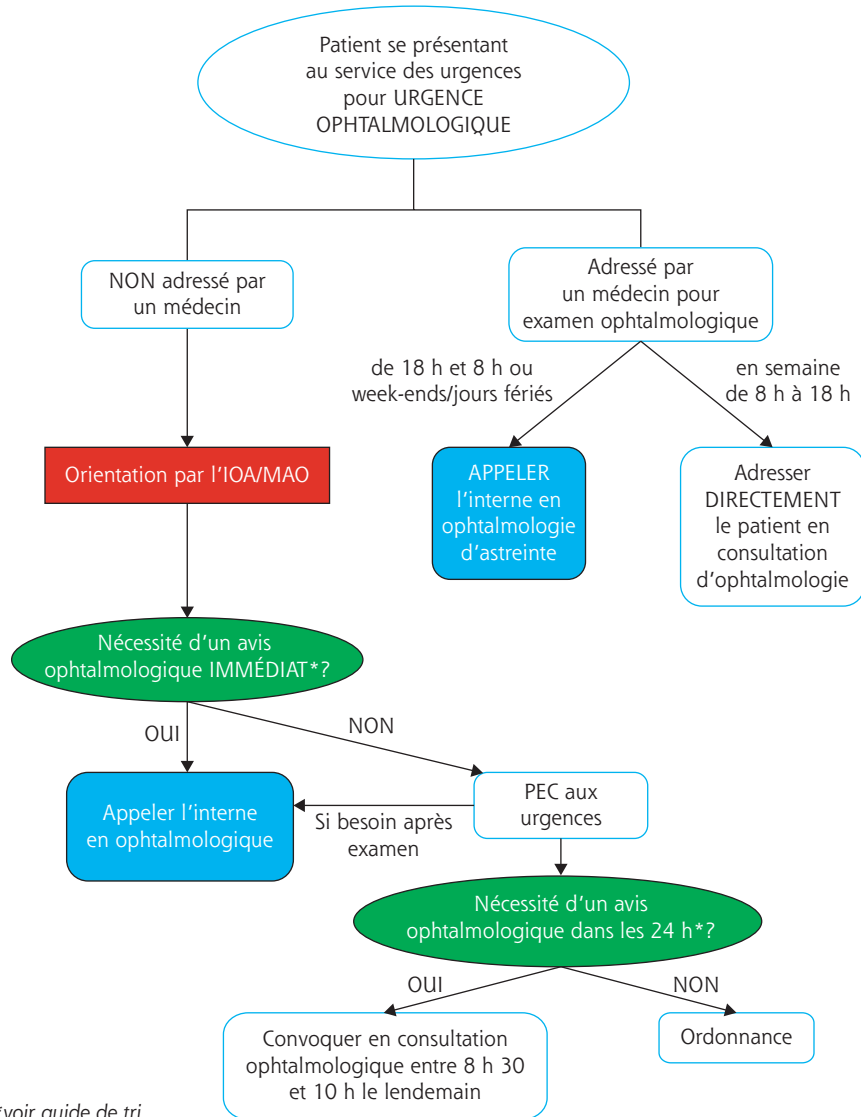 Patient se présentant
au service des urgences
pour URGENCE
OPHTALMOLOGIQUE
NON adressé par
un médecin
Adressé par
un médecin pour
examen ophtalmologique
de 18 h et 8 h ou
week-ends/jours fériés
en semaine
de 8 h à 18 h
Orientation par l'IOA/MAO
APPELER
l'interne en
ophtalmologie
d'astreinte
Adresser
DIRECTEMENT
le patient en
consultation
d'ophtalmologie
Nécessité d'un avis
ophtalmologique IMMÉDIAT*?
OUI
NON
Appeler l'interne
en ophtalmologique
Si besoin après
examen
PEC aux
urgences
Nécessité d'un avis
ophtalmologique dans les 24 h*?
OUI
NON
Convoquer en consultation
ophtalmologique entre 8 h 30
et 10 h le lendemain
Ordonnance
*voir guide de tri